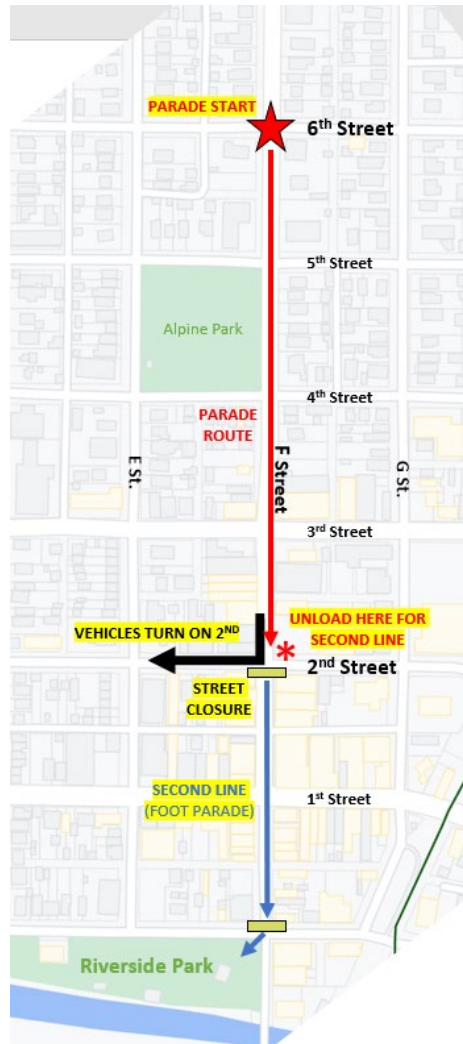 PARADE START
6th Street
5th Street
Alpine Park
4th Street
PARADE
ROUTE
F Street
E St.
G St.
3rd Street
VEHICLES TURN ON 2ND
UNLOAD HERE FOR
SECOND LINE
*
2nd Street
STREET
CLOSURE
SECOND LINE
(FOOT PARADE)
1st Street
Riverside Park